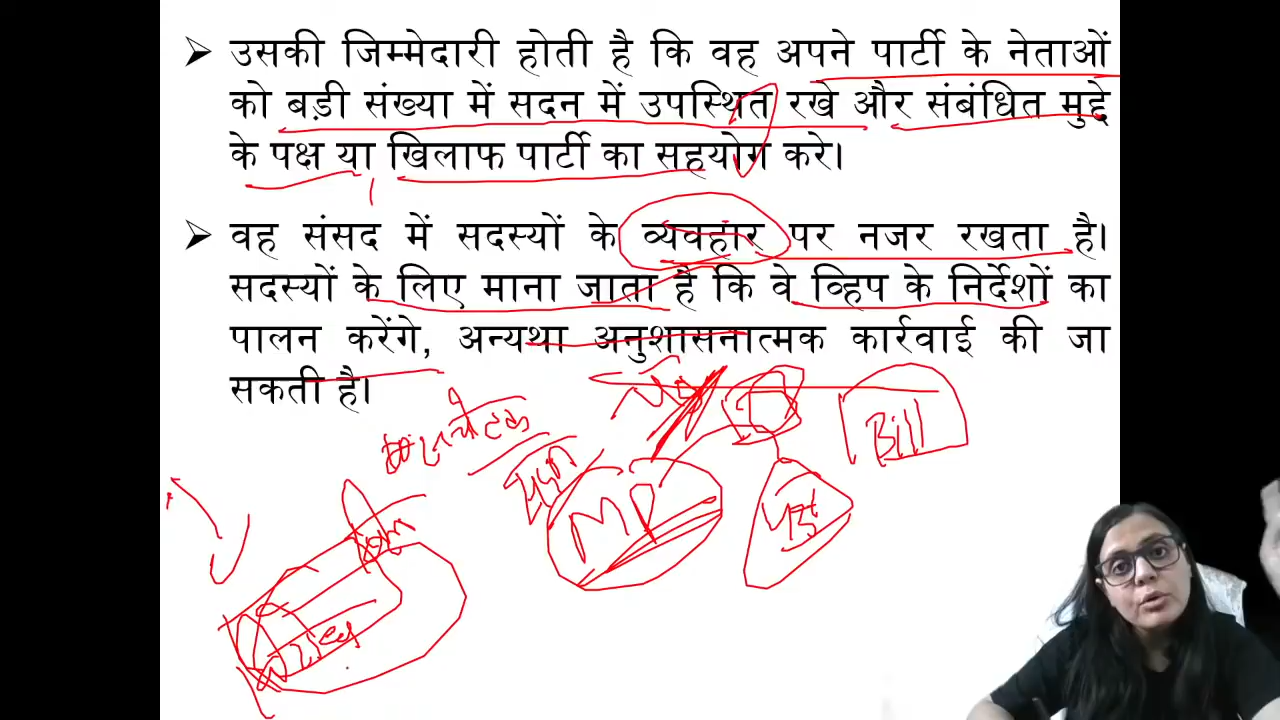 ➤ उसकी जिम्मेदारी होती है कि वह अपने पार्टी के नेताओं
को बड़ी संख्या में सदन में उपस्थित रखे और संबंधित मुद्दे
के पक्ष या खिलाफ पार्टी का सहयोग करे।
➤ वह संसद में सदस्यों के व्यवहार पर नजर रखता है।
सदस्यों के लिए माना जाता है कि वे व्हिप के निर्देशों का
पालन करेंगे, अन्यथा अनुशासनात्मक कार्रवाई की जा
सकती है।
Bill
MP